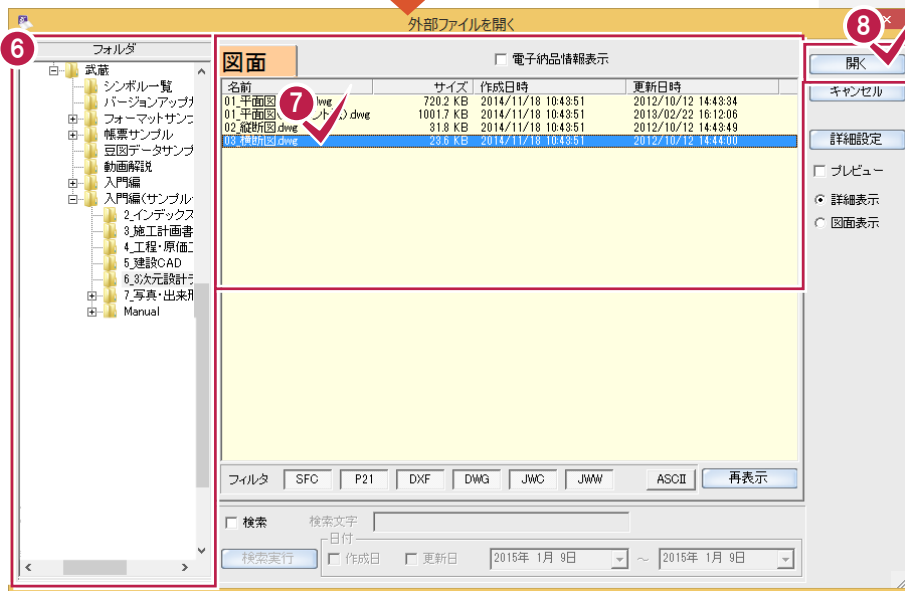 外部ファイルを開く
8
6
フォルダ
武蔵
シンボル一覧
バージョンアップナ
フォーマットサンプ
帳票サンプル
豆図データサンプ
動画解説
入門編
入門編(サンプル・
2_インデックス
3_施工計画書
4_工程・原価
5_建設CAD
6_3次元設計デ
7_写真・出来形
Manual
図面
電子納品情報表示
名前 サイズ 作成日時 更新日時
7
01_平面図 .dwg 720.2 KB 2014/11/18 10:43:51 2012/10/12 14:43:34
01_平面図 ント点).dwg 1001.7 KB 2014/11/18 10:43:51 2013/02/22 16:12:06
02_縦断図.dwg 31.8 KB 2014/11/18 10:43:51 2012/10/12 14:43:49
03_横断図.dwg 23.6 KB 2014/11/18 10:43:51 2012/10/12 14:44:00
フィルタ SFC P21 DXF DWG JWC JWW ASCII 再表示
検索 検索文字
日付
検索実行 作成日 更新日 2015年 1月 9日 ～ 2015年 1月 9日
開く
キャンセル
詳細設定
プレビュー
詳細表示
図面表示